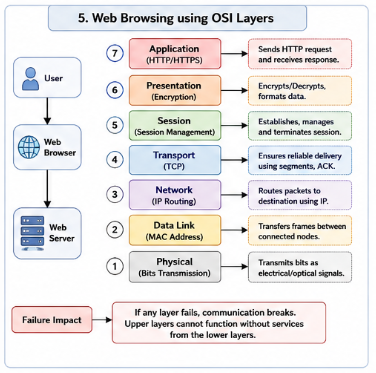 5. Web Browsing using OSI Layers
User
Web
Browser
Web
Server
7
Application
(HTTP/HTTPS)
Sends HTTP request
and receives response.
6
Presentation
(Encryption)
Encrypts/Decrypts,
formats data.
5
Session
(Session Management)
Establishes, manages
and terminates session.
4
Transport
(TCP)
Ensures reliable delivery
using segments, ACK.
3
Network
(IP Routing)
Routes packets to
destination using IP.
2
Data Link
(MAC Address)
Transfers frames between
connected nodes.
1
Physical
(Bits Transmission)
Transmits bits as
electrical/optical signals.
Failure Impact
If any layer fails, communication breaks.
Upper layers cannot function without services
from the lower layers.